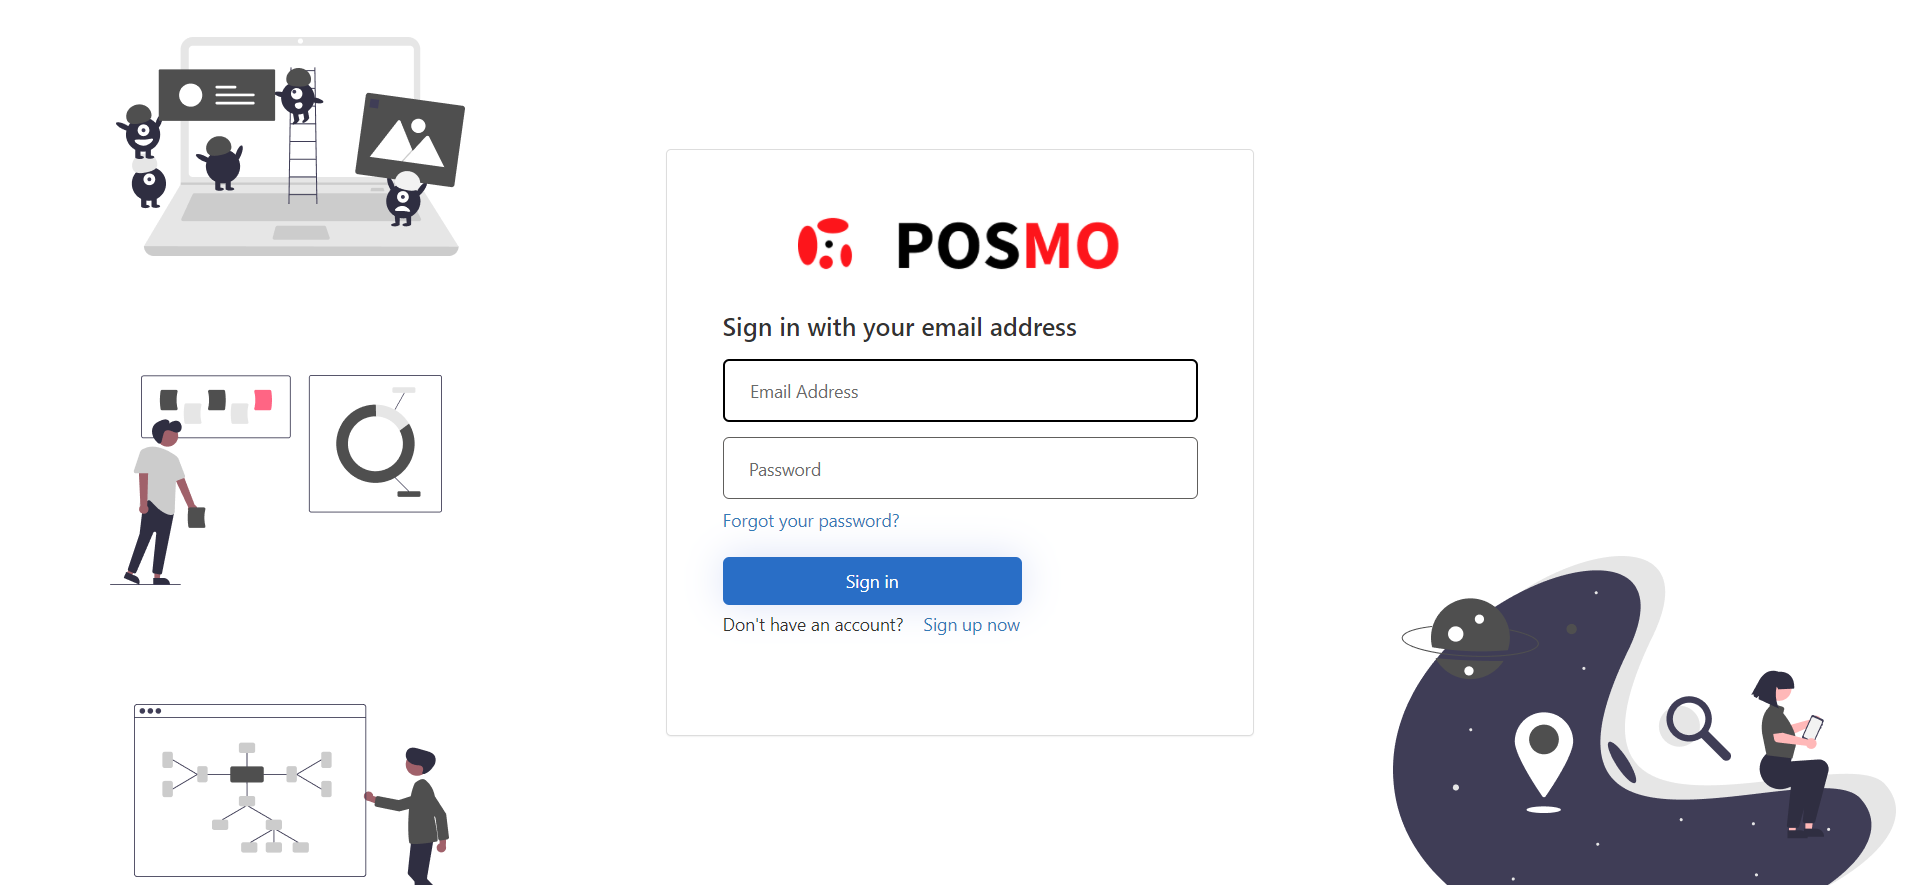 POSMO
Sign in with your email address
Email Address
Password
Forgot your password?
Sign in
Don't have an account? Sign up now